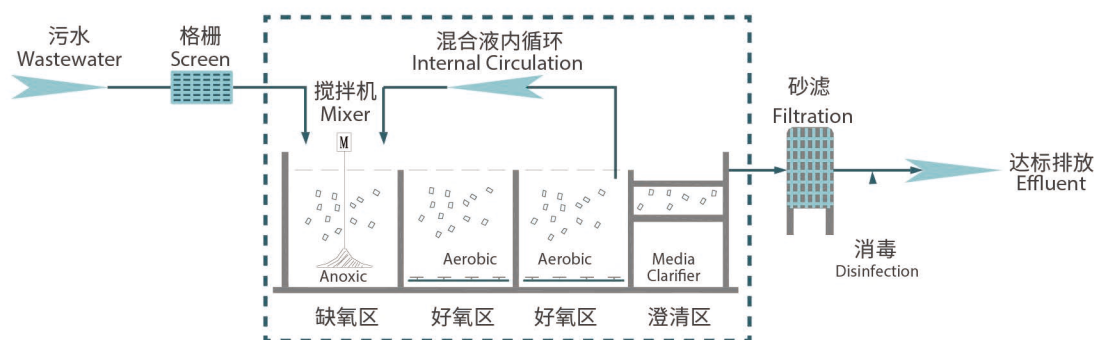 污水
Wastewater
格栅
Screen
混合液内循环
Internal Circulation
搅拌机
Mixer
M
砂滤
Filtration
达标排放
Effluent
消毒
Disinfection
Anoxic
Aerobic
Aerobic
Media
Clarifier
缺氧区
好氧区
好氧区
澄清区